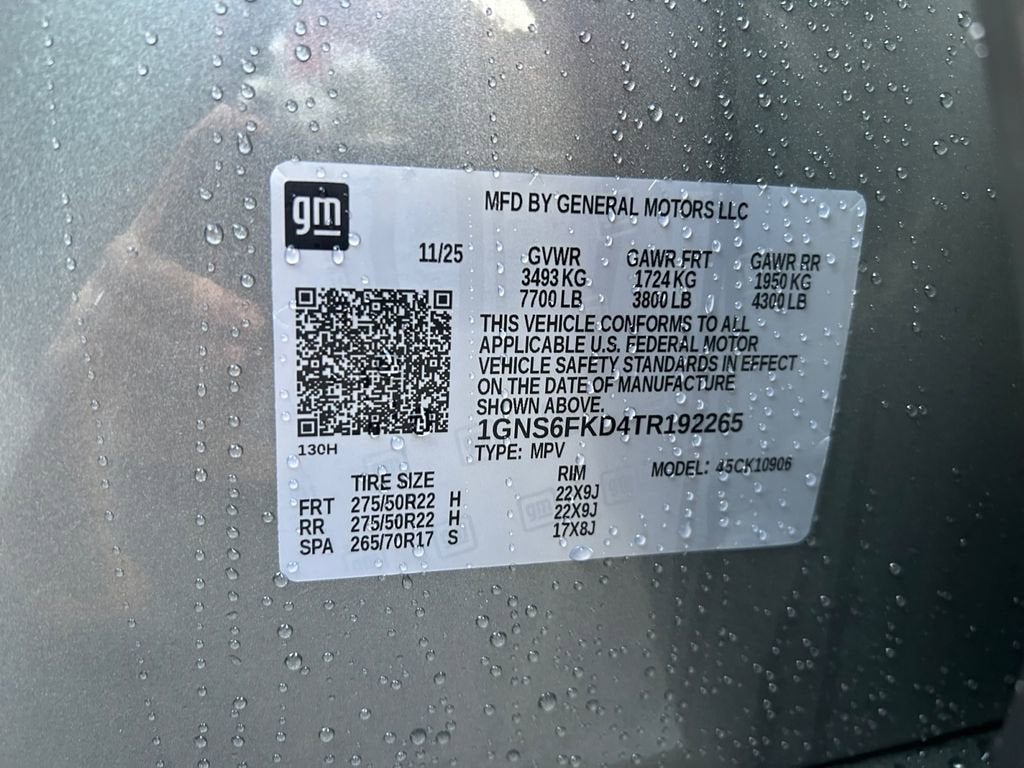 gm
MFD BY GENERAL MOTORS LLC
11/25
GVWR GAWR FRT GAWR RR
3493 KG 1724 KG 1950 KG
7700 LB 3800 LB 4300 LB
THIS VEHICLE CONFORMS TO ALL
APPLICABLE U.S. FEDERAL MOTOR
VEHICLE SAFETY STANDARDS IN EFFECT
ON THE DATE OF MANUFACTURE
SHOWN ABOVE.
1GNS6FKD4TR192265
130H
TYPE: MPV
MODEL: 45CK10906
TIRE SIZE RIM
FRT 275/50R22 H 22X9J
RR 275/50R22 H 22X9J
SPA 265/70R17 S 17X8J
gm